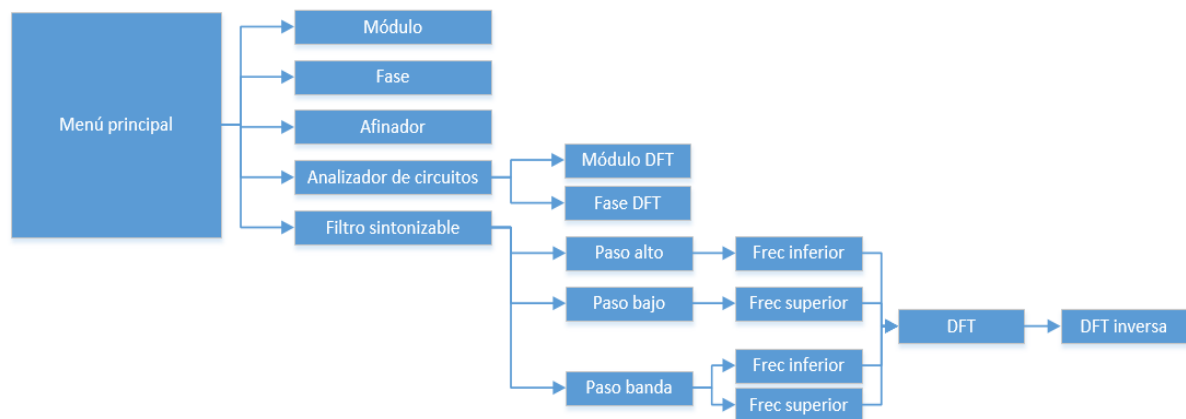 Menú principal
Módulo
Fase
Afinador
Analizador de circuitos
Módulo DFT
Fase DFT
Filtro sintonizable
Paso alto
Frec inferior
Paso bajo
Frec superior
DFT
DFT inversa
Paso banda
Frec inferior
Frec superior